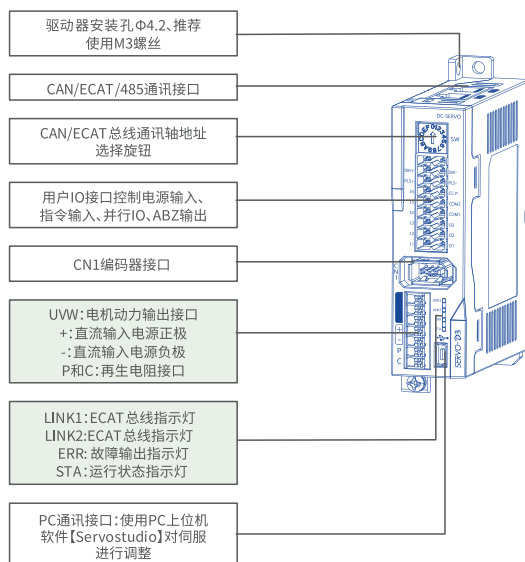 驱动器安装孔Φ4.2、推荐
使用M3螺丝
CAN/ECAT/485通讯接口
CAN/ECAT总线通讯轴地址
选择旋钮
用户IO接口控制电源输入、
指令输入、并行IO、ABZ输出
CN1编码器接口
UVW:电机动力输出接口
+:直流输入电源正极
-:直流输入电源负极
P和C:再生电阻接口
LINK1:ECAT总线指示灯
LINK2:ECAT总线指示灯
ERR: 故障输出指示灯
STA:运行状态指示灯
PC通讯接口:使用PC上位机
软件【Servostudio】对伺服
进行调整
DC-SERVO
SW
DIR+ DIR-
PLS+ PLS-
COM2
COM1
CN1
+
-
P
C
SERVO-D3